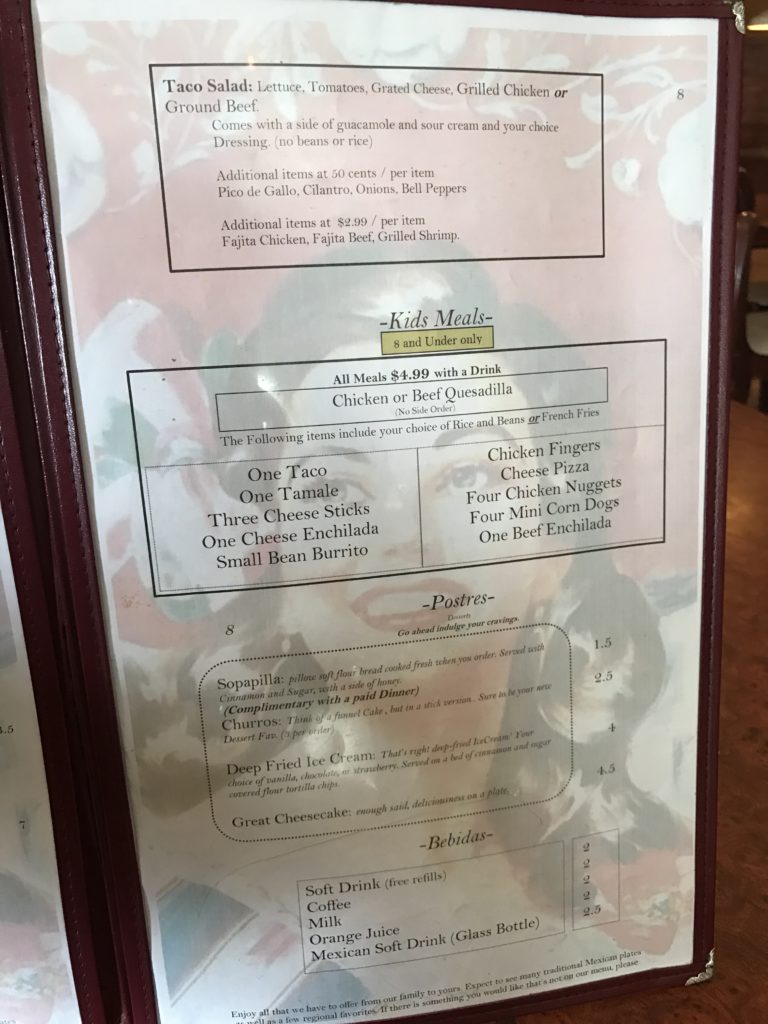 Taco Salad: Lettuce, Tomatoes, Grated Cheese, Grilled Chicken or
8
Ground Beef.
Comes with a side of guacamole and sour cream and your choice
Dressing. (no beans or rice)
Additional items at 50 cents / per item
Pico de Gallo, Cilantro, Onions, Bell Peppers
Additional items at $2.99 / per item
Fajita Chicken, Fajita Beef, Grilled Shrimp.
-Kids Meals-
8 and Under only
All Meals $4.99 with a Drink
Chicken or Beef Quesadilla
(No Side Order)
The Following items include your choice of Rice and Beans or French Fries
One Taco
One Tamale
Three Cheese Sticks
One Cheese Enchilada
Small Bean Burrito
Chicken Fingers
Cheese Pizza
Four Chicken Nuggets
Four Mini Corn Dogs
One Beef Enchilada
-Postres-
Desserts
8
Go ahead indulge your cravings.
Sopapilla: pillow soft flour bread cooked fresh when you order. Served with
1.5
Cinnamon and Sugar, with a side of honey.
(Complimentary with a paid Dinner)
2.5
Churros: Think of a funnel Cake, but in a stick version. Sure to be your new
Dessert Fav. (3 per order)
Deep Fried Ice Cream: That's right deep-fried IceCream! Your
4
choice of vanilla, chocolate, or strawberry. Served on a bed of cinnamon and sugar
covered flour tortilla chips.
Great Cheesecake: enough said, deliciousness on a plate.
4.5
-Bebidas-
Soft Drink (free refills) 2
Coffee 2
Milk 2
Orange Juice 2
Mexican Soft Drink (Glass Bottle) 2.5
Enjoy all that we have to offer from our family to yours. Expect to see many traditional Mexican plates
as well as a few regional favorites. If there is something you would like that's not on our menu, please
7